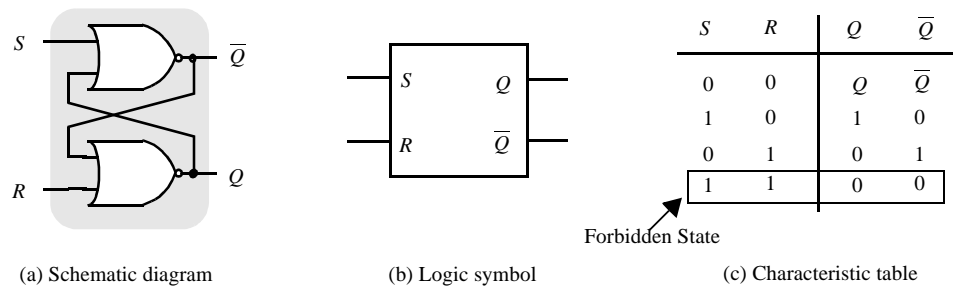 S
R
Q̅
Q
S
R
Q
Q̅
S R Q Q̅
0 0 Q Q̅
1 0 1 0
0 1 0 1
1 1 0 0
Forbidden State
(a) Schematic diagram
(b) Logic symbol
(c) Characteristic table